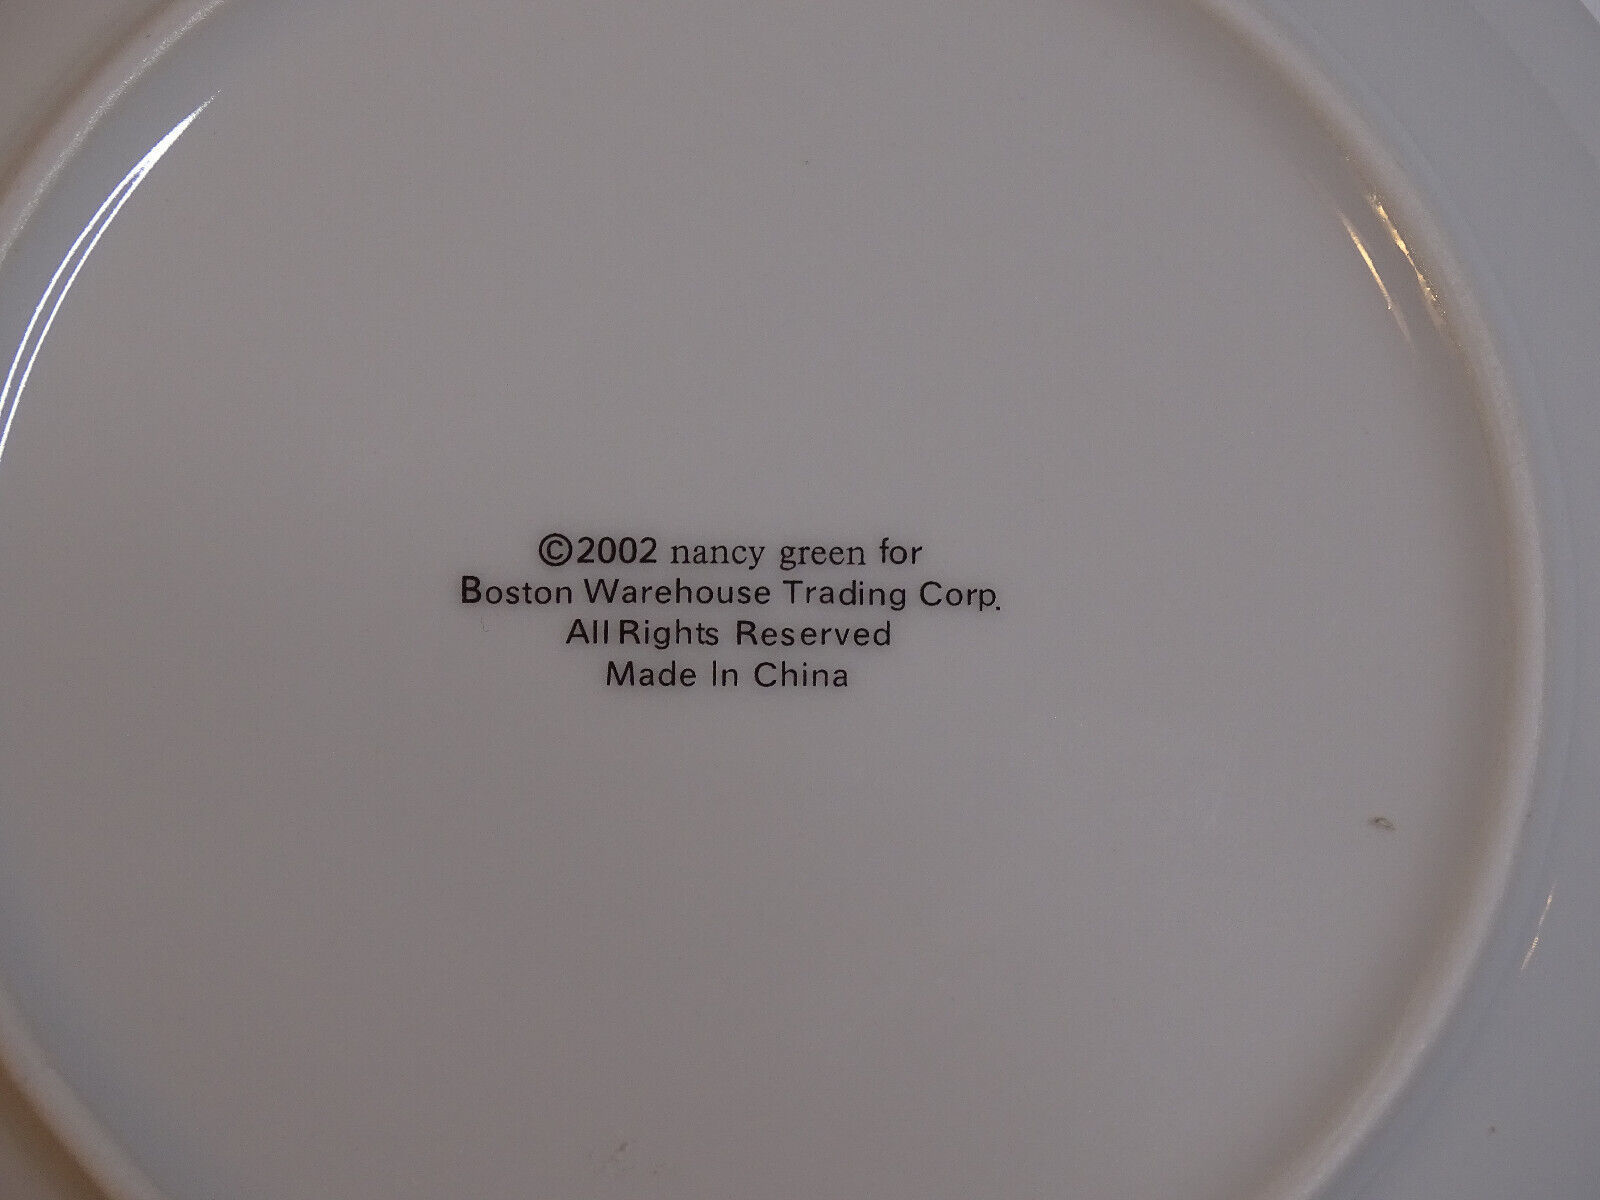 ©2002 nancy green for
Boston Warehouse Trading Corp.
All Rights Reserved
Made In China